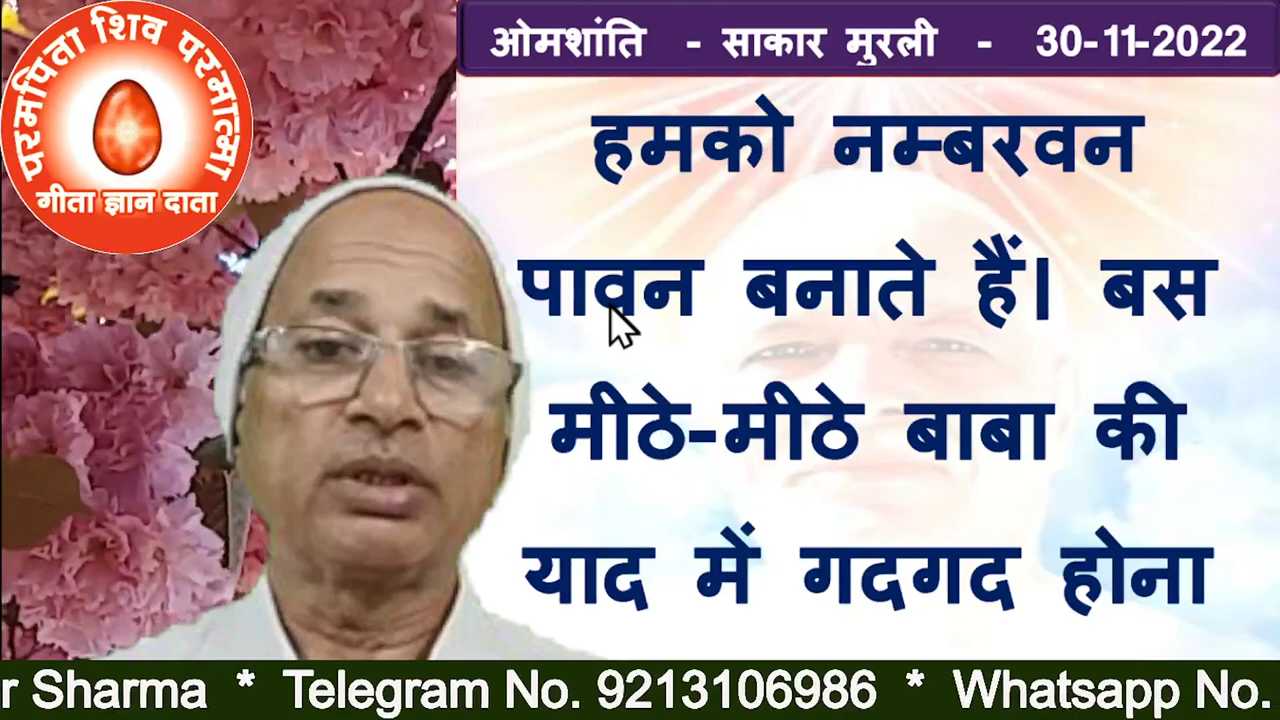 परमपिता शिव परमात्मा
गीता ज्ञान दाता
ओमशांति - साकार मुरली - 30-11-2022
हमको नम्बरवन
पावन बनाते हैं। बस
मीठे-मीठे बाबा की
याद में गदगद होना
r Sharma * Telegram No. 9213106986 * Whatsapp No.